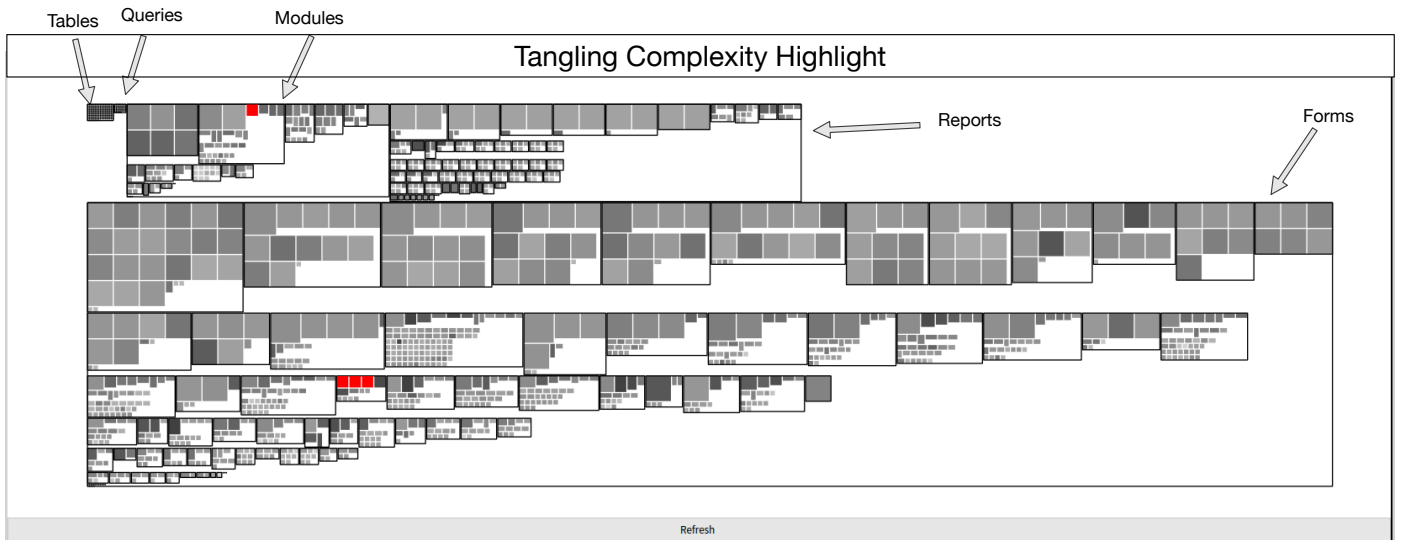 Tables
Queries
Modules
Tangling Complexity Highlight
Reports
Forms
Refresh